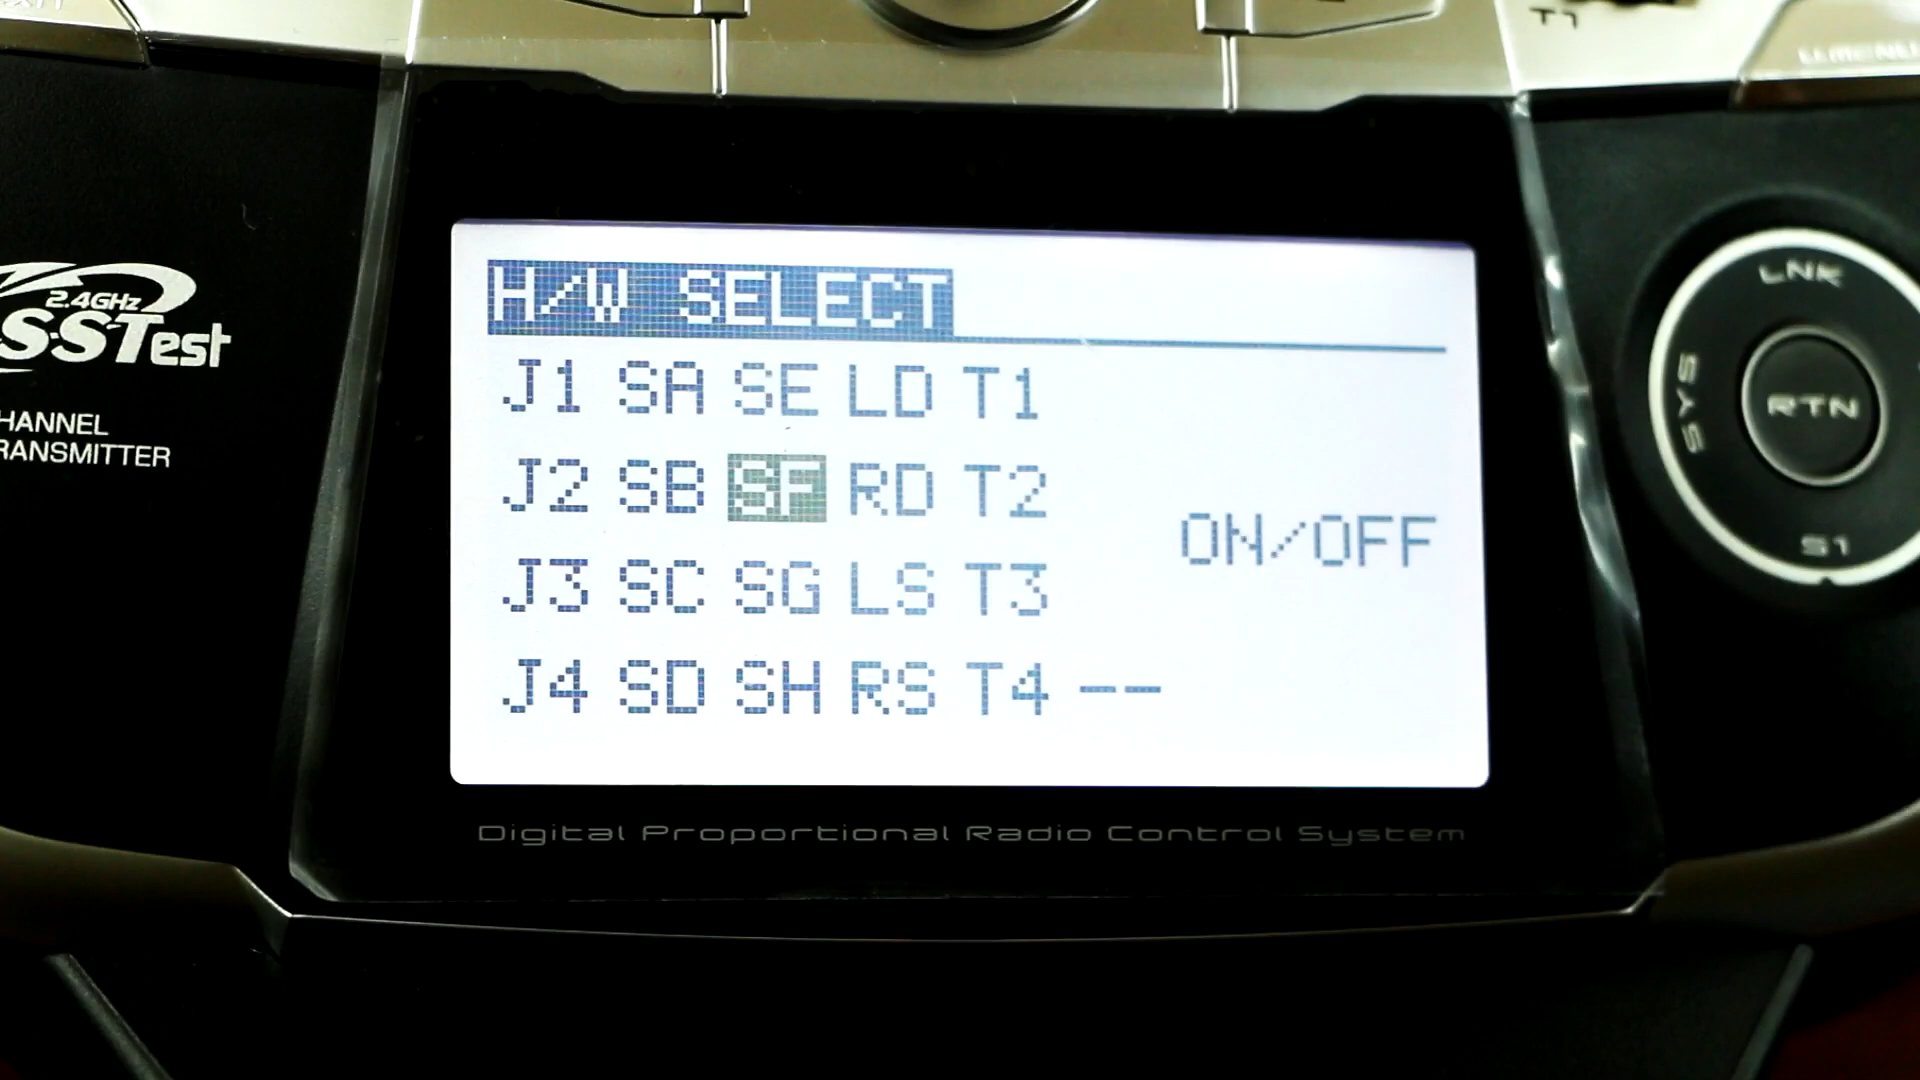 T1
H/W SELECT
J1 SA SE LD T1
J2 SB SF RD T2
J3 SC SG LS T3
J4 SD SH RS T4 --
ON/OFF
Digital Proportional Radio Control System
2.4GHz
SSTest
HANNEL
RANSMITTER
LNK
SYS
RTN
S1